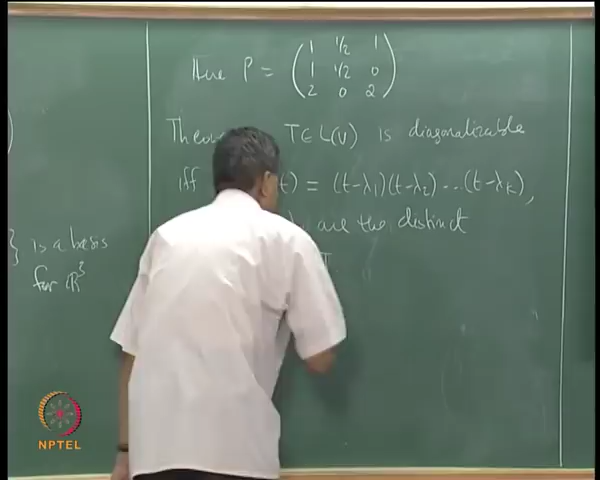 Here P = ( 1 1/2 1
1 1/2 0
2 0 2 )
T ∈ L(V) is diagonalizable
iff t) = (t-λ1)(t-λ2) ... (t-λk),
are the distinct
T.
} is a basis
for ℝ³
NPTEL